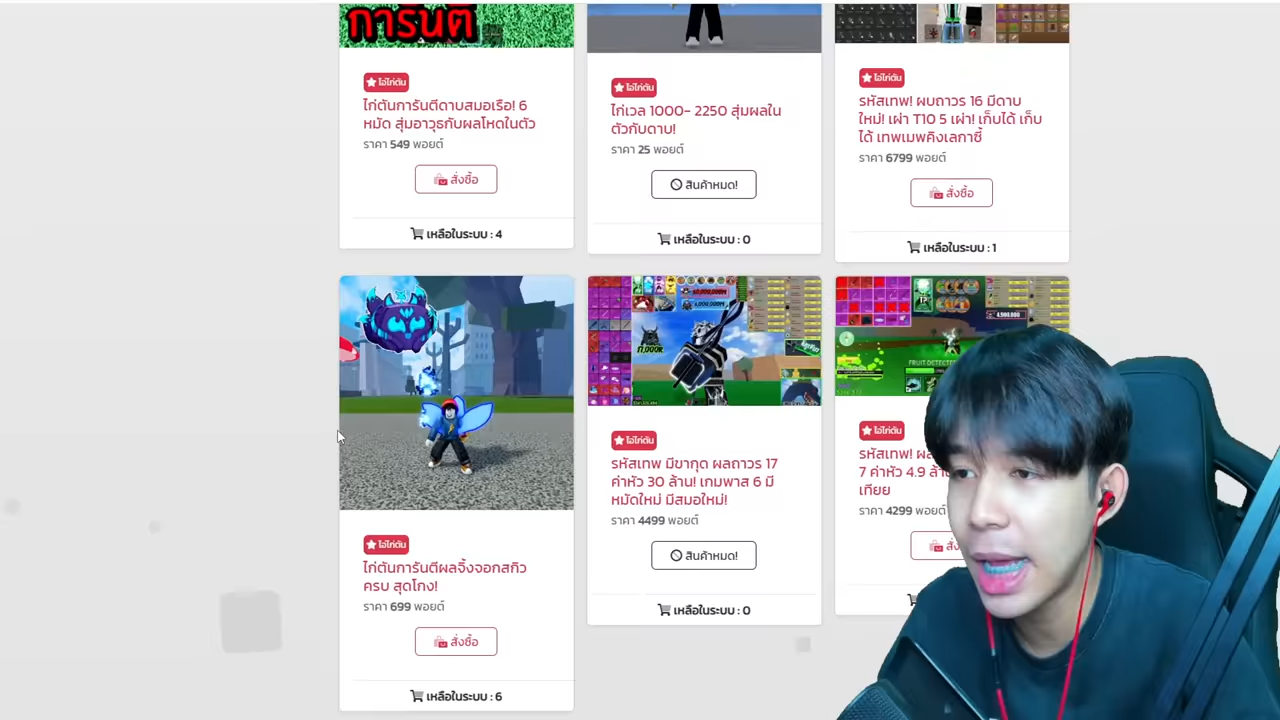 การันตี
ไอ่ไก่ตัน
ไก่ตันการันตีดาบสมอเรือ! 6
หมัด สุ่มอาวุธกับผลโหดในตัว
ราคา 549 พอยต์
สั่งซื้อ
เหลือในระบบ : 4
ไอ่ไก่ตัน
ไก่เวล 1000- 2250 สุ่มผลใน
ตัวกับดาบ!
ราคา 25 พอยต์
สินค้าหมด!
เหลือในระบบ : 0
ไอ่ไก่ตัน
รหัสเทพ! ผบถาวร 16 มีดาบ
ใหม่! เผ่า T10 5 เผ่า! เก็บได้ เก็บ
ได้ เทพเมพคิงเลกาซี้
ราคา 6799 พอยต์
สั่งซื้อ
เหลือในระบบ : 1
ไอ่ไก่ตัน
ไก่ตันการันตีผลจิ้งจอกสกิว
ครบ สุดโกง!
ราคา 699 พอยต์
สั่งซื้อ
เหลือในระบบ : 6
ไอ่ไก่ตัน
รหัสเทพ มีขากุด ผลถาวร 17
ค่าหัว 30 ล้าน! เกมพาส 6 มี
หมัดใหม่ มีสมอใหม่!
ราคา 4499 พอยต์
สินค้าหมด!
เหลือในระบบ : 0
FRUIT DETECTE
ไอ่ไก่ตัน
รหัสเทพ!
7 ค่าหัว 4.9
เทียย
ราคา 4299 พอยต์